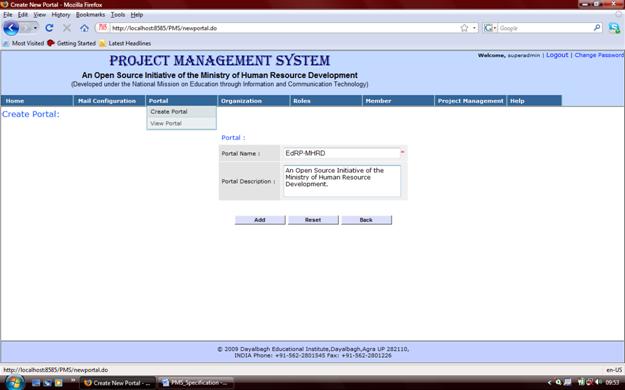 Create New Portal - Mozilla Firefox
File Edit View History Bookmarks Tools Help
http://localhost:8585/PMS/newportal.do
Google
Most Visited Getting Started Latest Headlines
PROJECT MANAGEMENT SYSTEM
Welcome, superadmin | Logout | Change Password
An Open Source Initiative of the Ministry of Human Resource Development
(Developed under the National Mission on Education through Information and Communication Technology)
Home Mail Configuration Portal Organization Roles Member Project Management Help
Create Portal:
Create Portal
View Portal
Portal :
Portal Name : EdRP-MHRD *
Portal Description : An Open Source Initiative of the
Ministry of Human Resource
Development.
Add Reset Back
© 2009 Dayalbagh Educational Institute,Dayalbagh,Agra UP 282110,
INDIA Phone: +91-562-2801545 Fax: +91-562-2801226
http://localhost:8585/PMS/newportal.do en-US
Create New Portal - ... PMS_Specification - ... 09:53